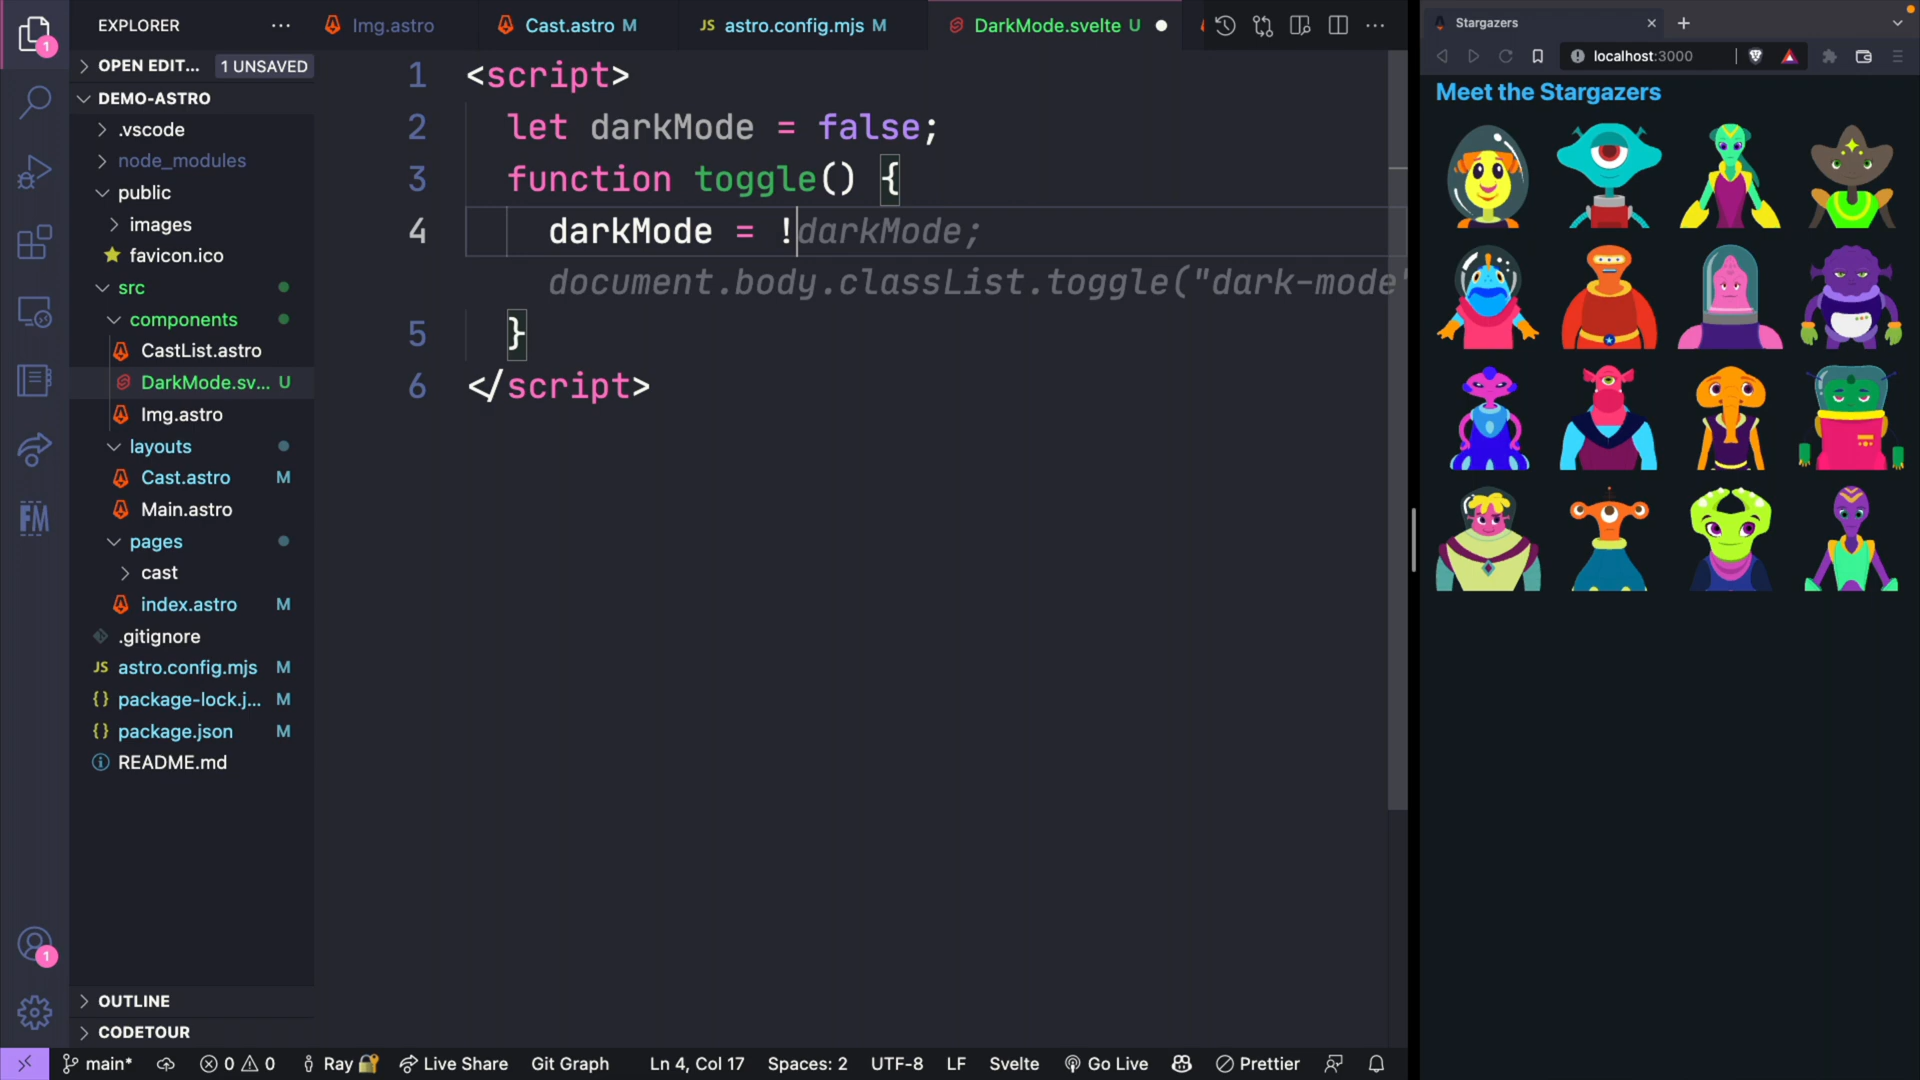 EXPLORER
Img.astro
Cast.astro M
JS astro.config.mjs M
DarkMode.svelte U
Stargazers
localhost:3000
1
OPEN EDIT...
1 UNSAVED
DEMO-ASTRO
.vscode
node_modules
public
images
favicon.ico
src
components
CastList.astro
DarkMode.sv... U
Img.astro
layouts
Cast.astro M
Main.astro
pages
cast
index.astro M
.gitignore
JS astro.config.mjs M
{} package-lock.j... M
{} package.json M
README.md
OUTLINE
CODETOUR
FM
1
1 <script>
2 let darkMode = false;
3 function toggle() {
4 darkMode = !darkMode;
document.body.classList.toggle("dark-mode"
5 }
6 </script>
Meet the Stargazers
main* 0 0 Ray Live Share Git Graph Ln 4, Col 17 Spaces: 2 UTF-8 LF Svelte Go Live Prettier